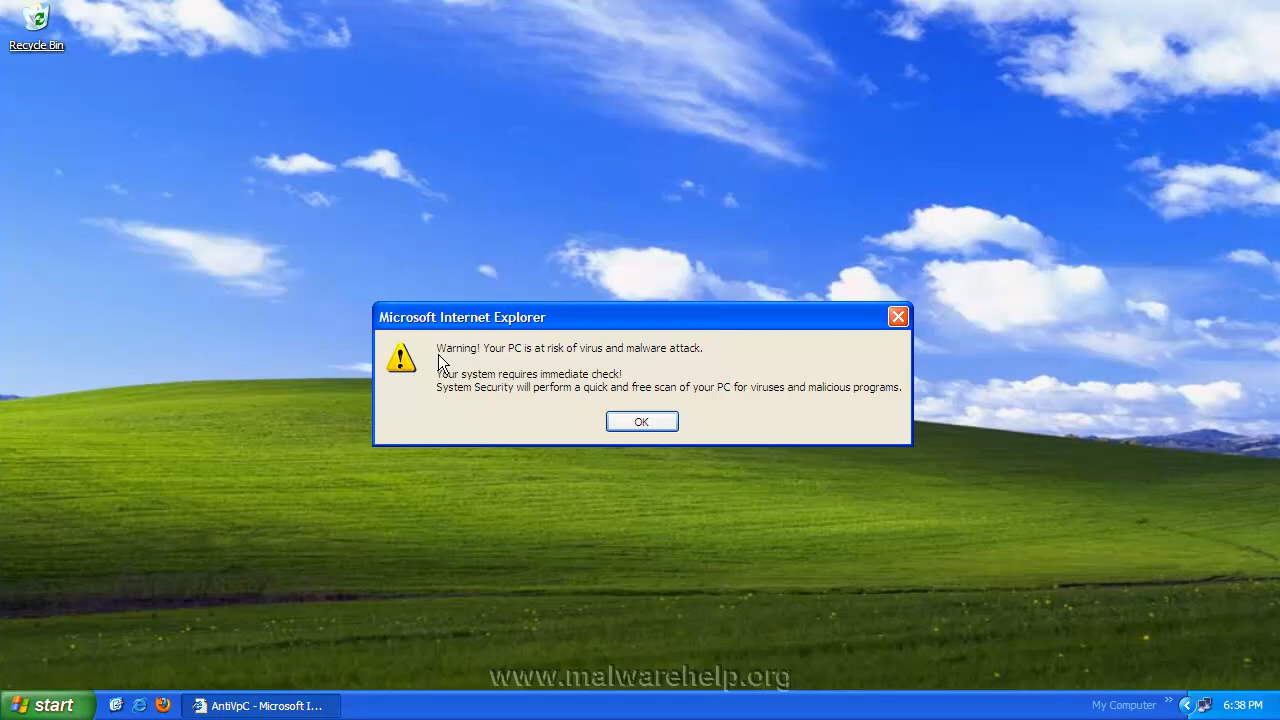 Recycle Bin
Microsoft Internet Explorer
Warning! Your PC is at risk of virus and malware attack.
Your system requires immediate check!
System Security will perform a quick and free scan of your PC for viruses and malicious programs.
OK
www.malwarehelp.org
start
AntiVpC - Microsoft I...
My Computer
»
6:38 PM